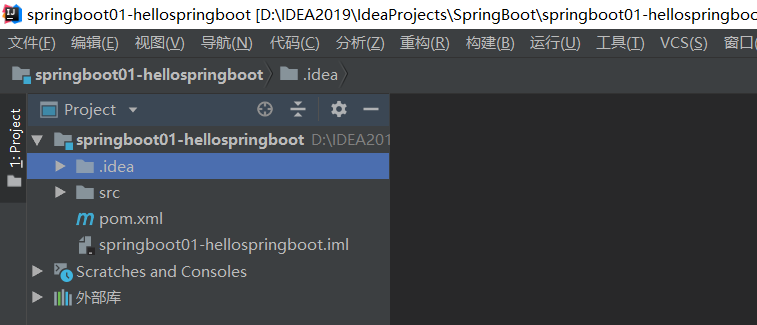 springboot01-hellospringboot [D:\IDEA2019\IdeaProjects\SpringBoot\springboot01-hellospringboo
文件(F) 编辑(E) 视图(V) 导航(N) 代码(C) 分析(Z) 重构(R) 构建(B) 运行(U) 工具(T) VCS(S) 窗口
springboot01-hellospringboot .idea
1: Project
Project
springboot01-hellospringboot D:\IDEA201
.idea
src
pom.xml
springboot01-hellospringboot.iml
Scratches and Consoles
外部库